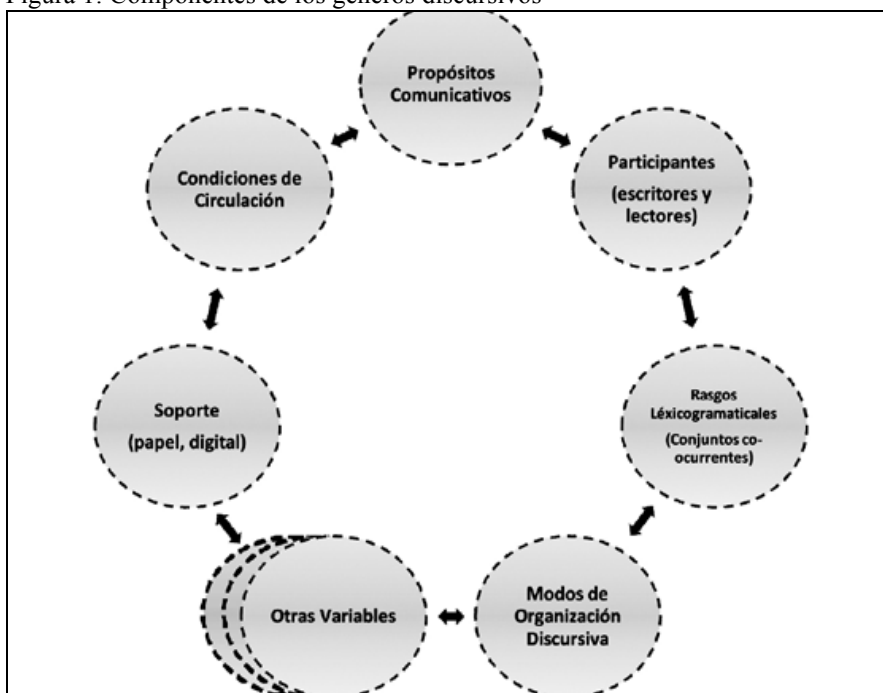 Figura 1: Componentes de los géneros discursivos
Propósitos
Comunicativos
Participantes
(escritores y
lectores)
Rasgos
Léxicogramaticales
(Conjuntos co-
ocurrentes)
Modos de
Organización
Discursiva
Otras Variables
Soporte
(papel, digital)
Condiciones de
Circulación